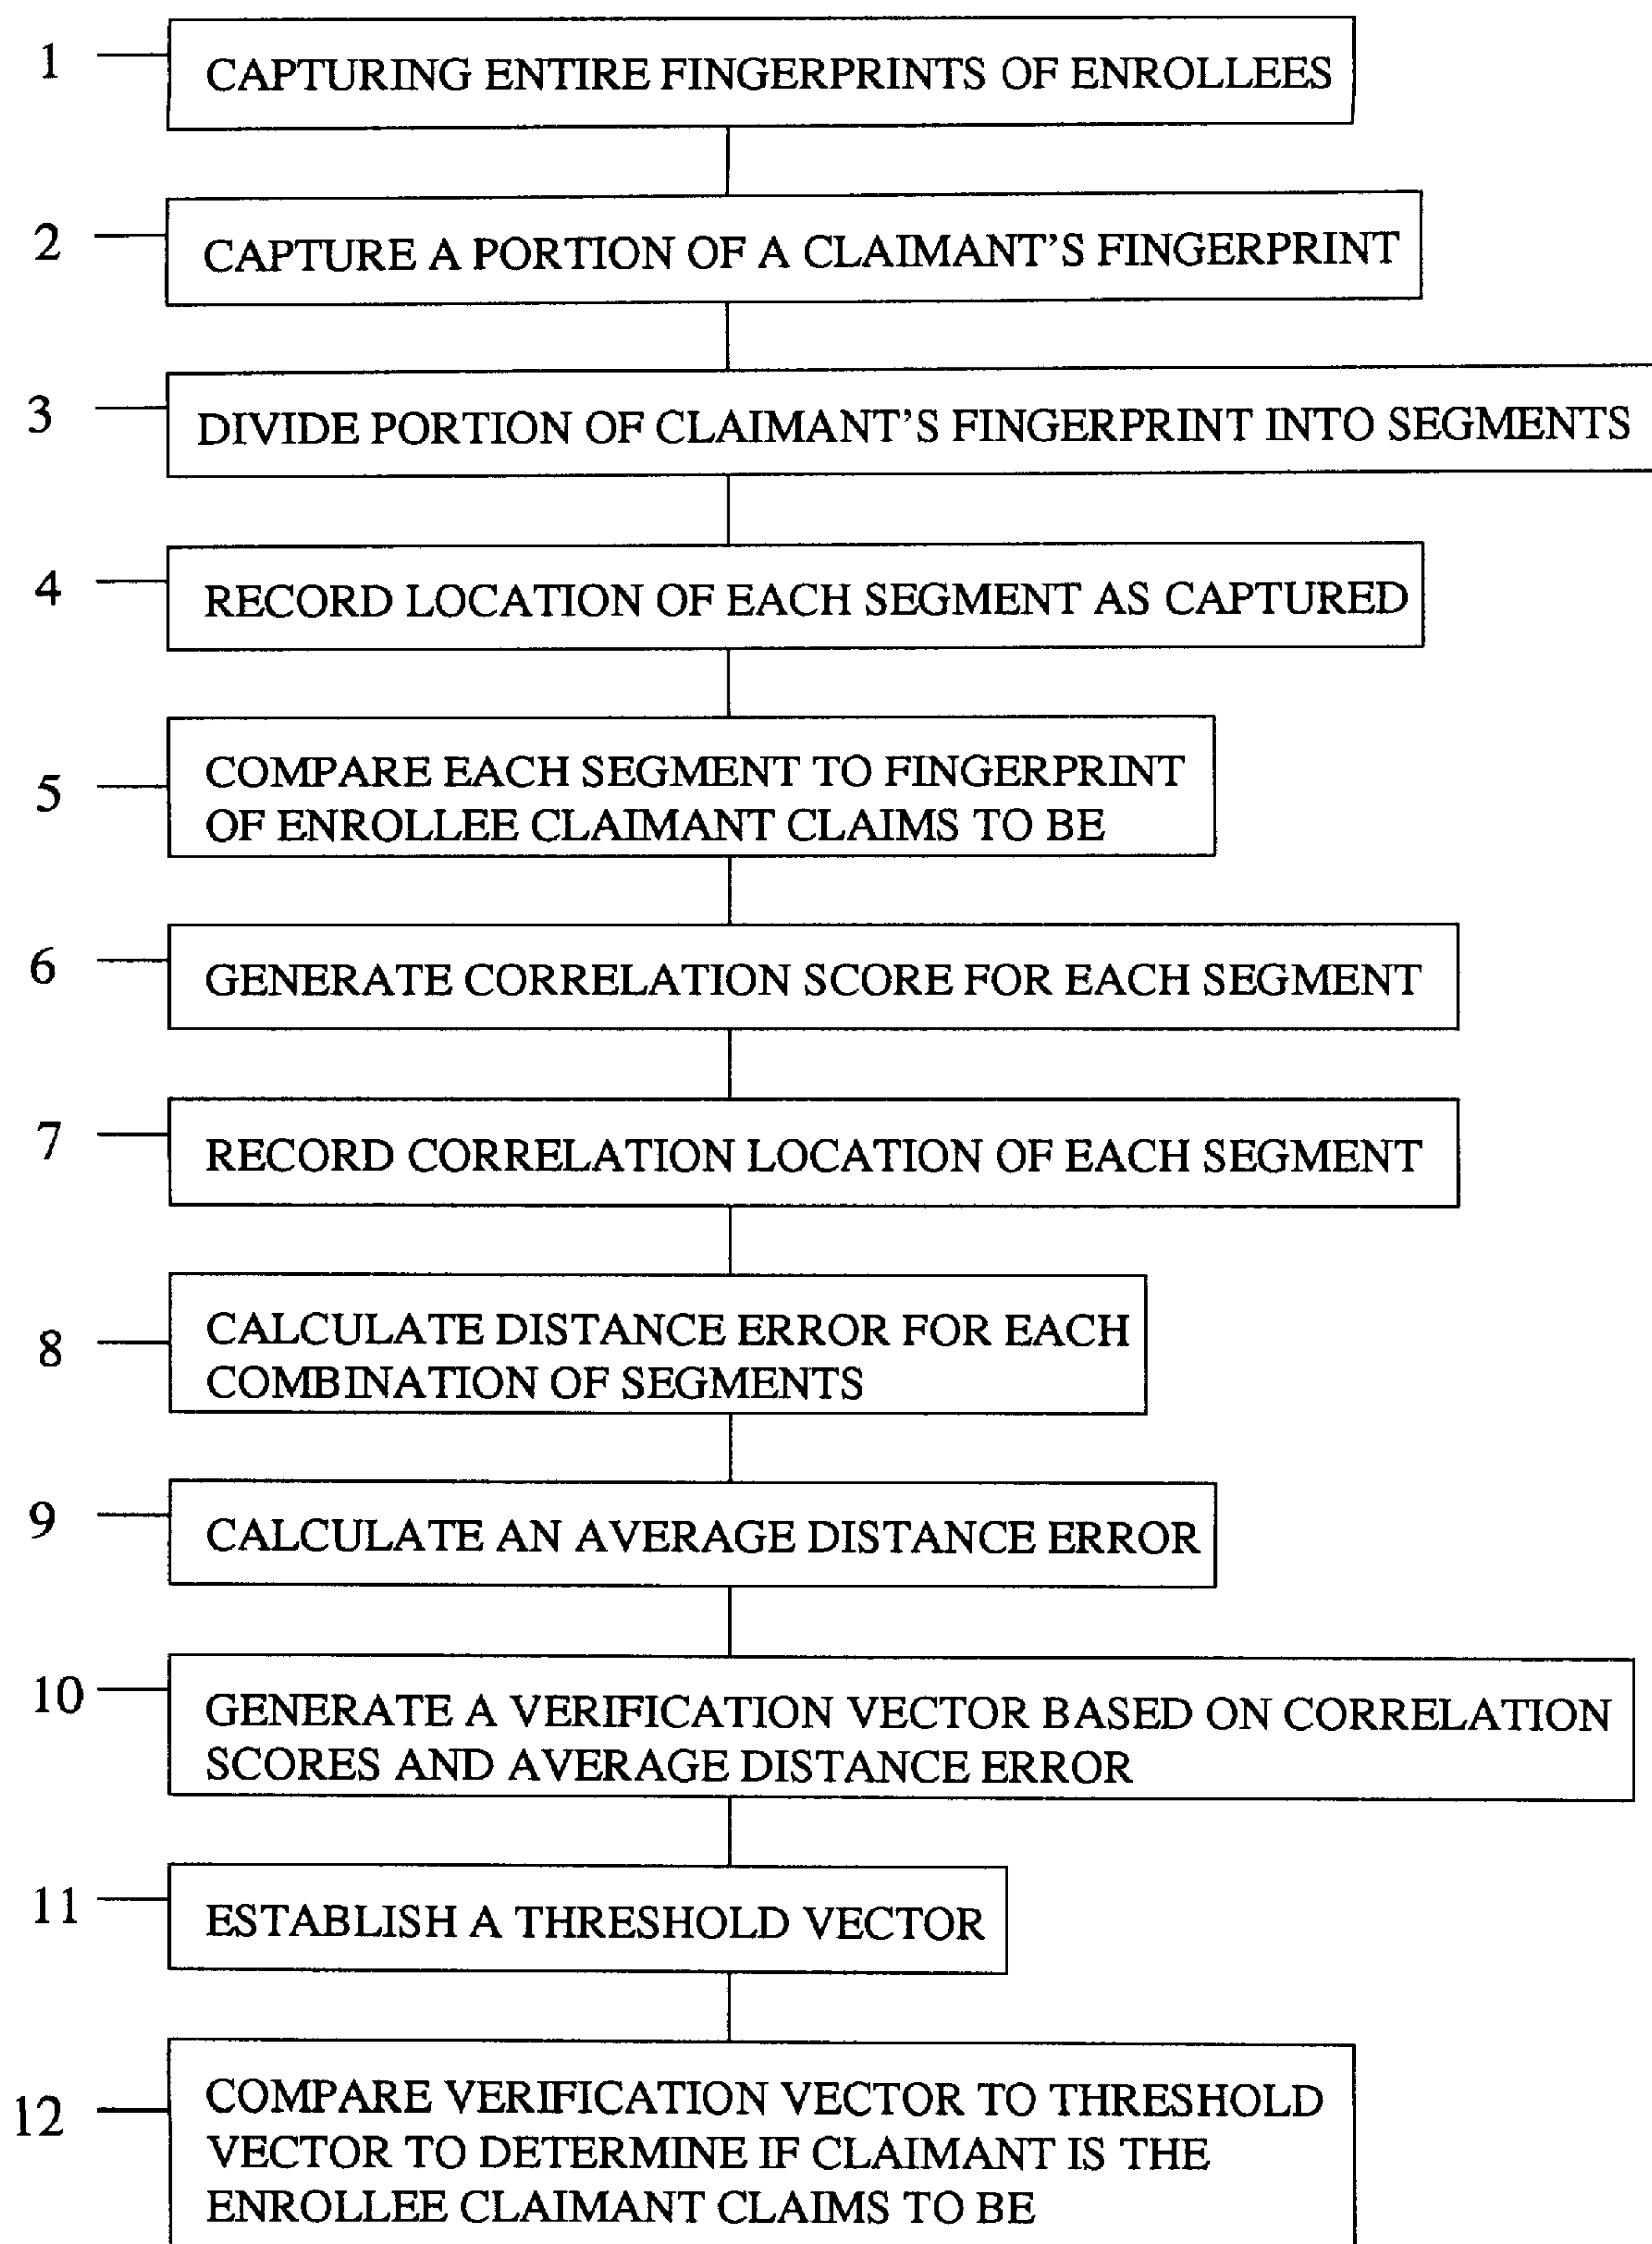 1 CAPTURING ENTIRE FINGERPRINTS OF ENROLLEES
2 CAPTURE A PORTION OF A CLAIMANT'S FINGERPRINT
3 DIVIDE PORTION OF CLAIMANT'S FINGERPRINT INTO SEGMENTS
4 RECORD LOCATION OF EACH SEGMENT AS CAPTURED
5 COMPARE EACH SEGMENT TO FINGERPRINT
OF ENROLLEE CLAIMANT CLAIMS TO BE
6 GENERATE CORRELATION SCORE FOR EACH SEGMENT
7 RECORD CORRELATION LOCATION OF EACH SEGMENT
8 CALCULATE DISTANCE ERROR FOR EACH
COMBINATION OF SEGMENTS
9 CALCULATE AN AVERAGE DISTANCE ERROR
10 GENERATE A VERIFICATION VECTOR BASED ON CORRELATION
SCORES AND AVERAGE DISTANCE ERROR
11 ESTABLISH A THRESHOLD VECTOR
12 COMPARE VERIFICATION VECTOR TO THRESHOLD
VECTOR TO DETERMINE IF CLAIMANT IS THE
ENROLLEE CLAIMANT CLAIMS TO BE